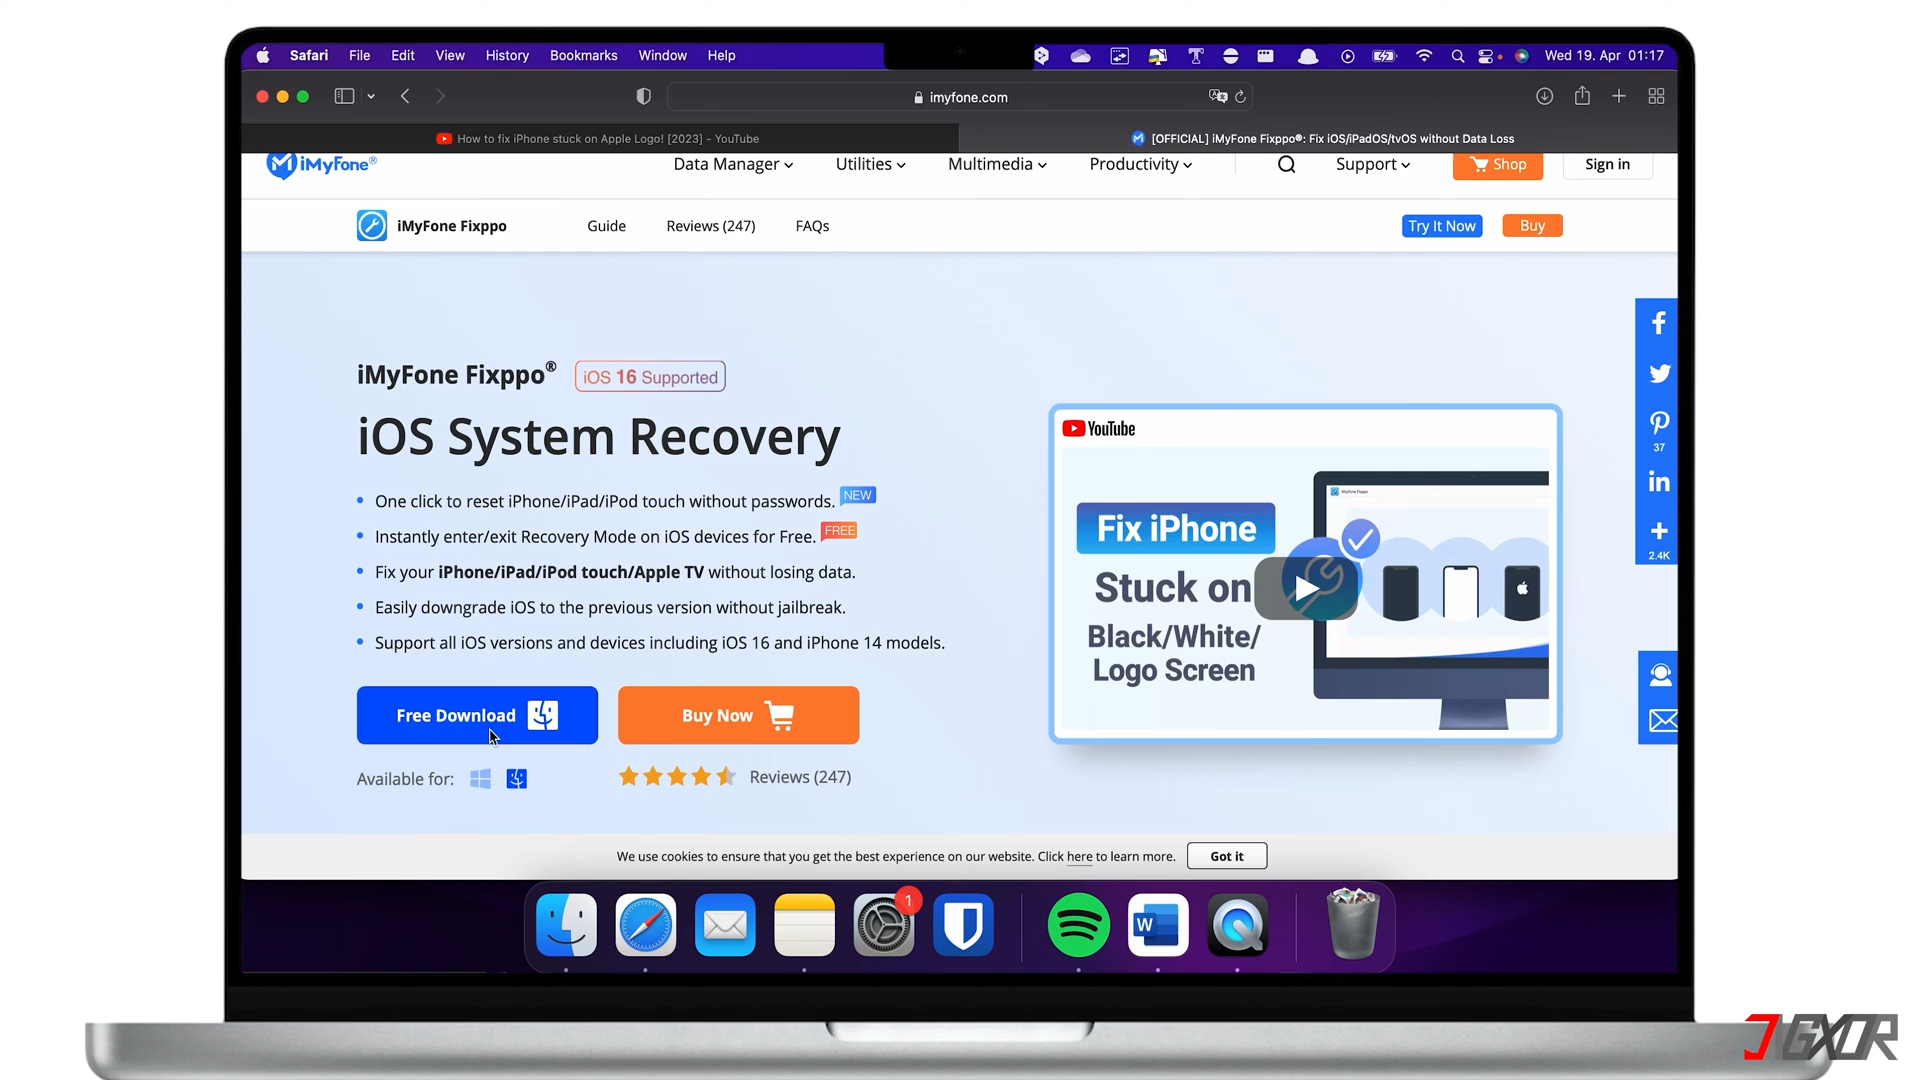 Safari File Edit View History Bookmarks Window Help Wed 19. Apr 01:17
imyfone.com
How to fix iPhone stuck on Apple Logo! [2023] - YouTube
[OFFICIAL] iMyFone Fixppo®: Fix iOS/iPadOS/tvOS without Data Loss
iMyFone® Data Manager Utilities Multimedia Productivity Support Shop Sign in
iMyFone Fixppo Guide Reviews (247) FAQs Try It Now Buy
iMyFone Fixppo® iOS 16 Supported
iOS System Recovery
One click to reset iPhone/iPad/iPod touch without passwords. NEW
Instantly enter/exit Recovery Mode on iOS devices for Free. FREE
Fix your iPhone/iPad/iPod touch/Apple TV without losing data.
Easily downgrade iOS to the previous version without jailbreak.
Support all iOS versions and devices including iOS 16 and iPhone 14 models.
Free Download Buy Now
Available for: Reviews (247)
YouTube
iMyFone Fixppo
Fix iPhone
Stuck on
Black/White/
Logo Screen
37
in
2.4K
We use cookies to ensure that you get the best experience on our website. Click here to learn more. Got it
1
W
JGXOR